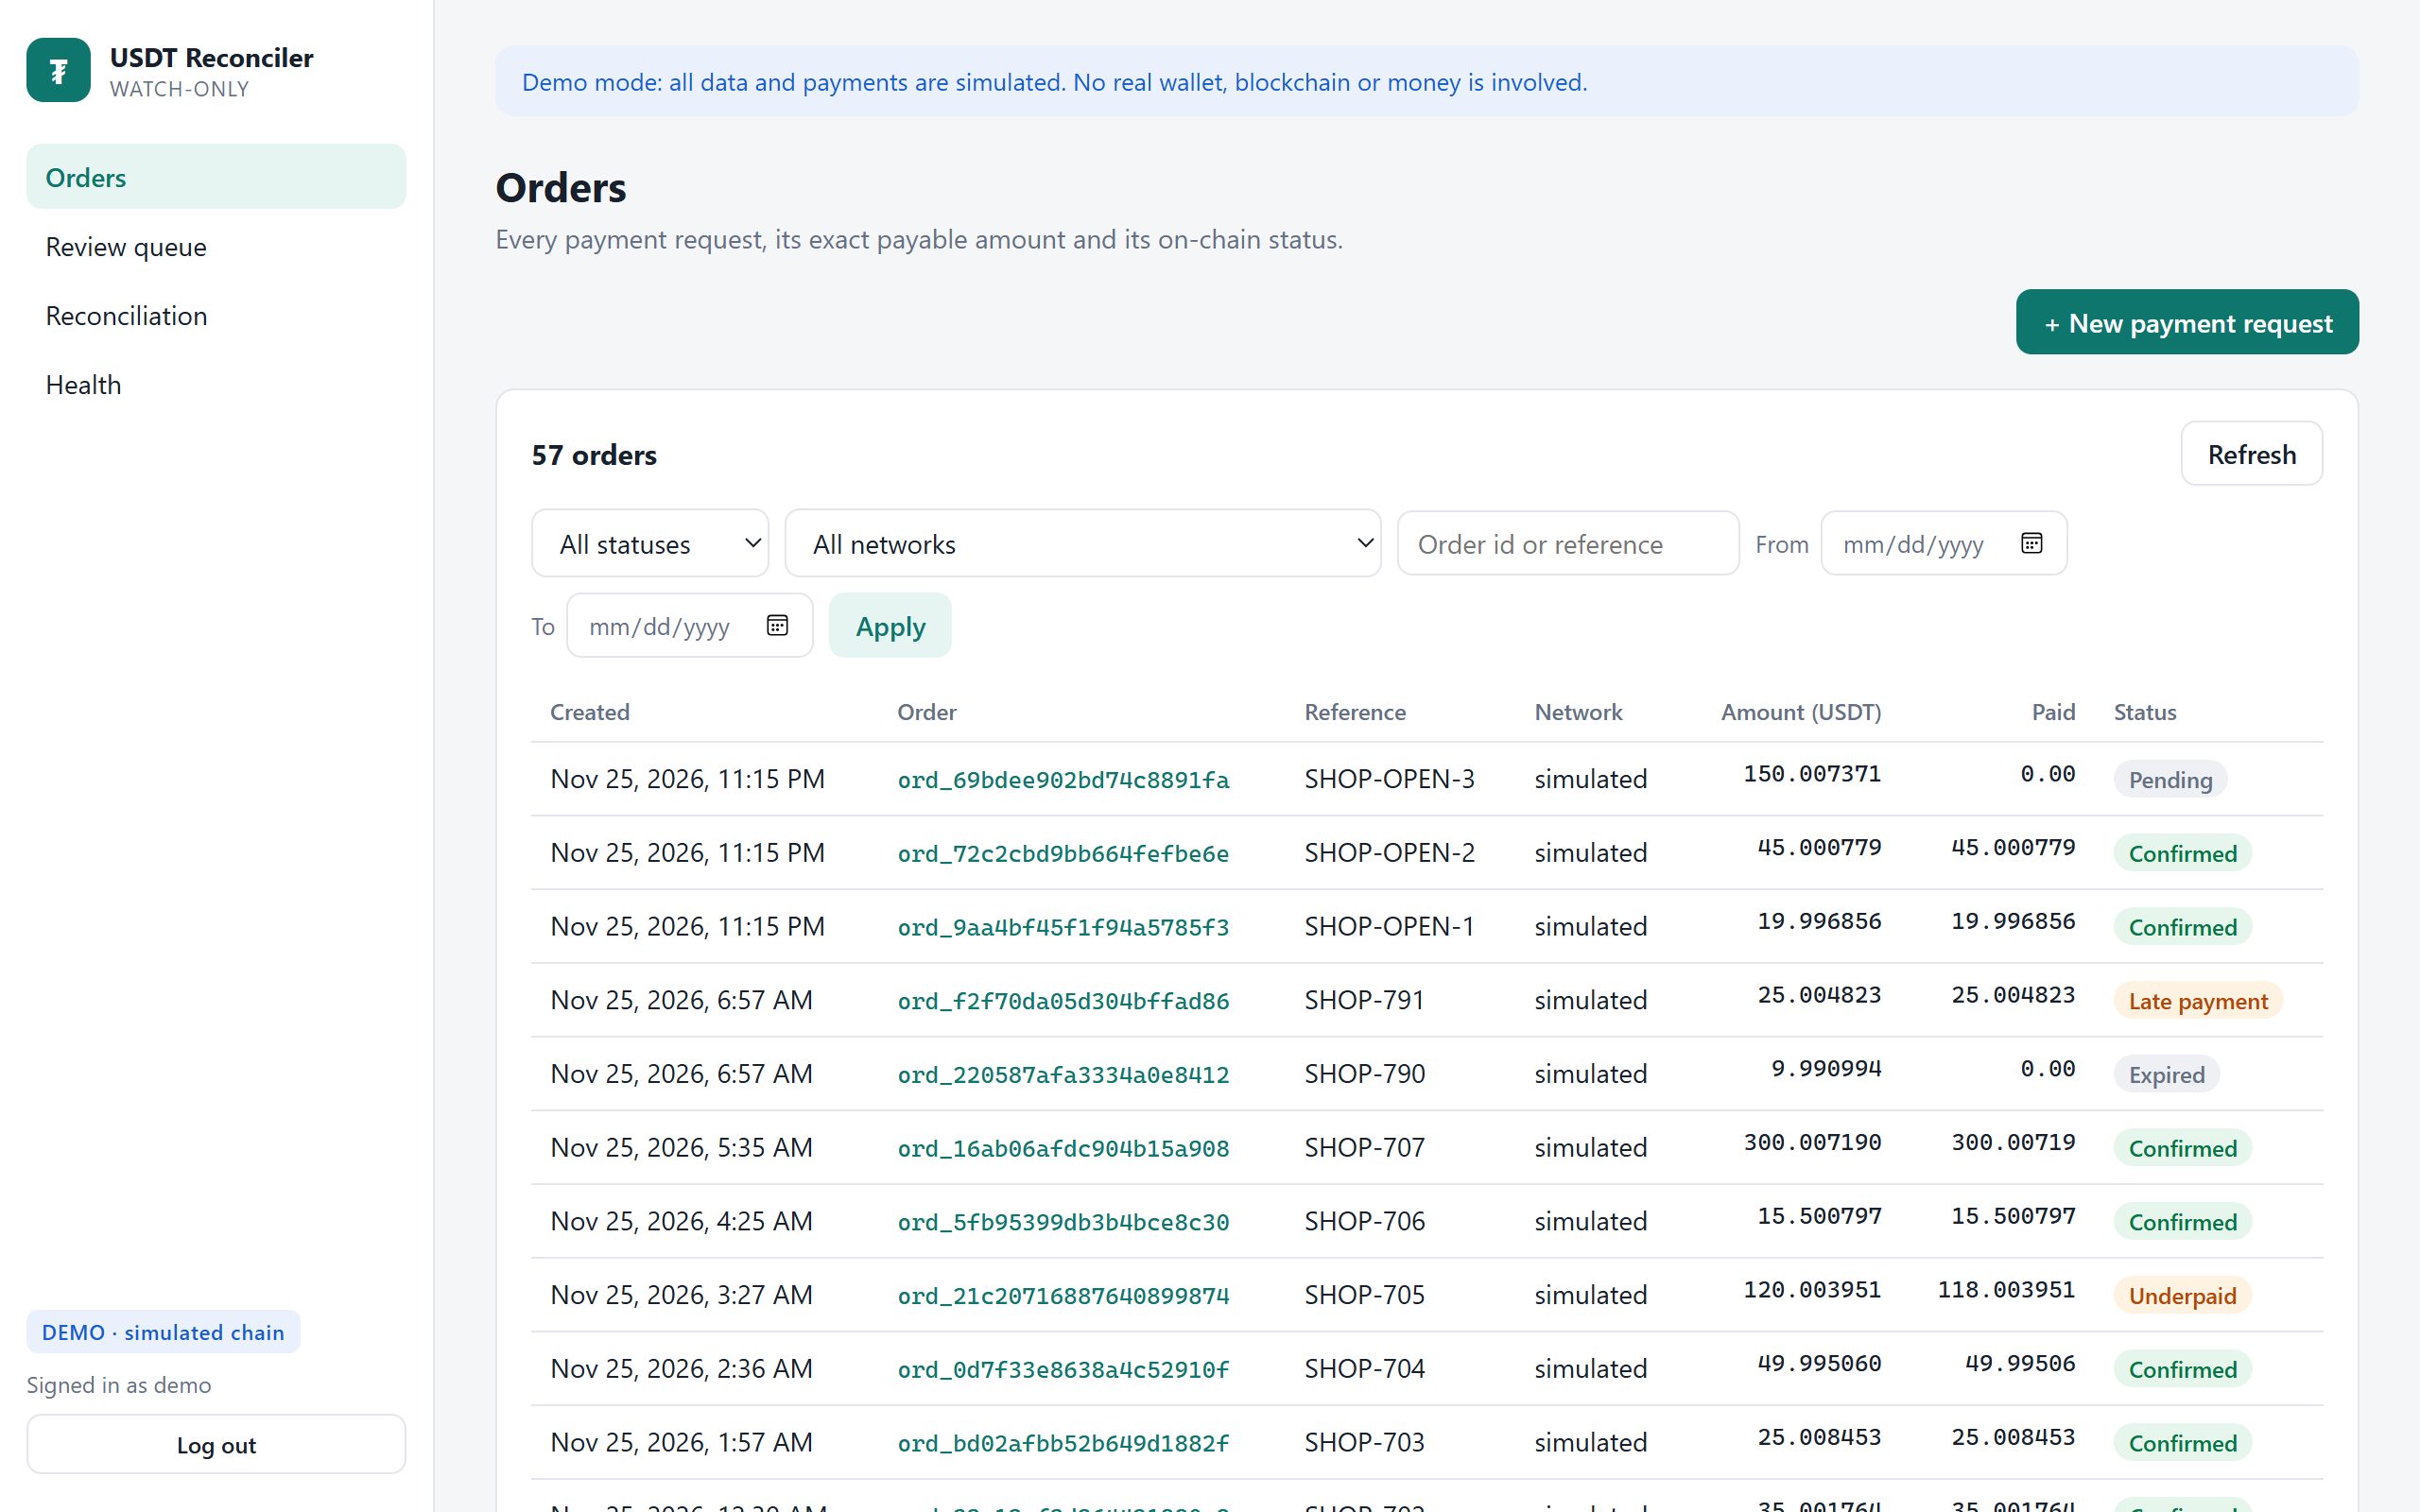 ₮
USDT Reconciler
WATCH-ONLY
Orders
Review queue
Reconciliation
Health
DEMO · simulated chain
Signed in as demo
Log out
Demo mode: all data and payments are simulated. No real wallet, blockchain or money is involved.
Orders
Every payment request, its exact payable amount and its on-chain status.
+ New payment request
57 orders
Refresh
All statuses All networks Order id or reference From mm/dd/yyyy
To mm/dd/yyyy Apply
Created Order Reference Network Amount (USDT) Paid Status
Nov 25, 2026, 11:15 PM ord_69bdee902bd74c8891fa SHOP-OPEN-3 simulated 150.007371 0.00 Pending
Nov 25, 2026, 11:15 PM ord_72c2cbd9bb664fefbe6e SHOP-OPEN-2 simulated 45.000779 45.000779 Confirmed
Nov 25, 2026, 11:15 PM ord_9aa4bf45f1f94a5785f3 SHOP-OPEN-1 simulated 19.996856 19.996856 Confirmed
Nov 25, 2026, 6:57 AM ord_f2f70da05d304bffad86 SHOP-791 simulated 25.004823 25.004823 Late payment
Nov 25, 2026, 6:57 AM ord_220587afa3334a0e8412 SHOP-790 simulated 9.990994 0.00 Expired
Nov 25, 2026, 5:35 AM ord_16ab06afdc904b15a908 SHOP-707 simulated 300.007190 300.00719 Confirmed
Nov 25, 2026, 4:25 AM ord_5fb95399db3b4bce8c30 SHOP-706 simulated 15.500797 15.500797 Confirmed
Nov 25, 2026, 3:27 AM ord_21c20716887640899874 SHOP-705 simulated 120.003951 118.003951 Underpaid
Nov 25, 2026, 2:36 AM ord_0d7f33e8638a4c52910f SHOP-704 simulated 49.995060 49.99506 Confirmed
Nov 25, 2026, 1:57 AM ord_bd02afbb52b649d1882f SHOP-703 simulated 25.008453 25.008453 Confirmed
35.001764 35.001764